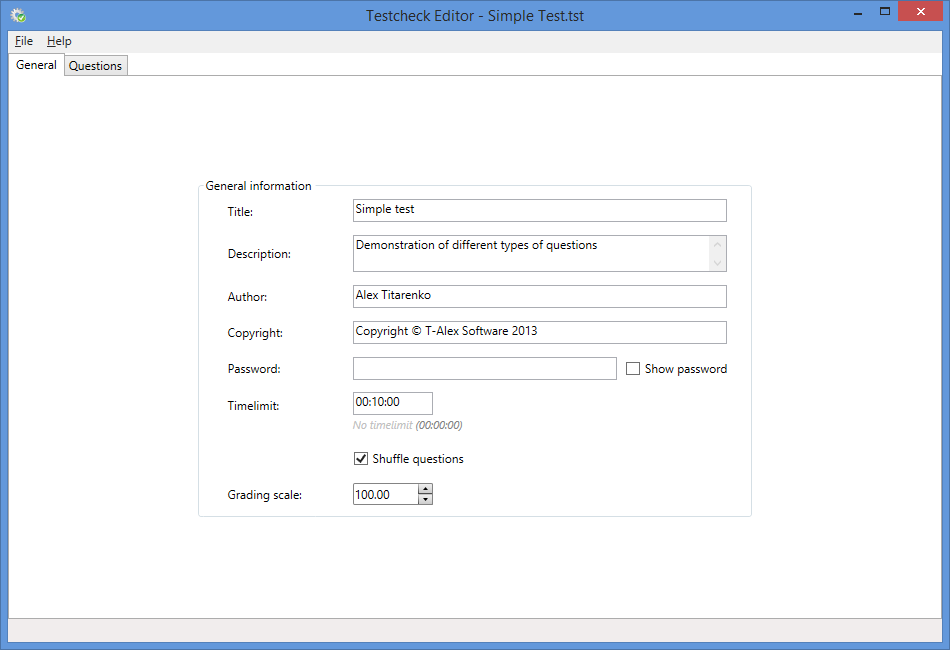 Testcheck Editor - Simple Test.tst
File Help
General Questions
General information
Title: Simple test
Description: Demonstration of different types of questions
Author: Alex Titarenko
Copyright: Copyright © T-Alex Software 2013
Password: Show password
Timelimit: 00:10:00
No timelimit (00:00:00)
Shuffle questions
Grading scale: 100.00